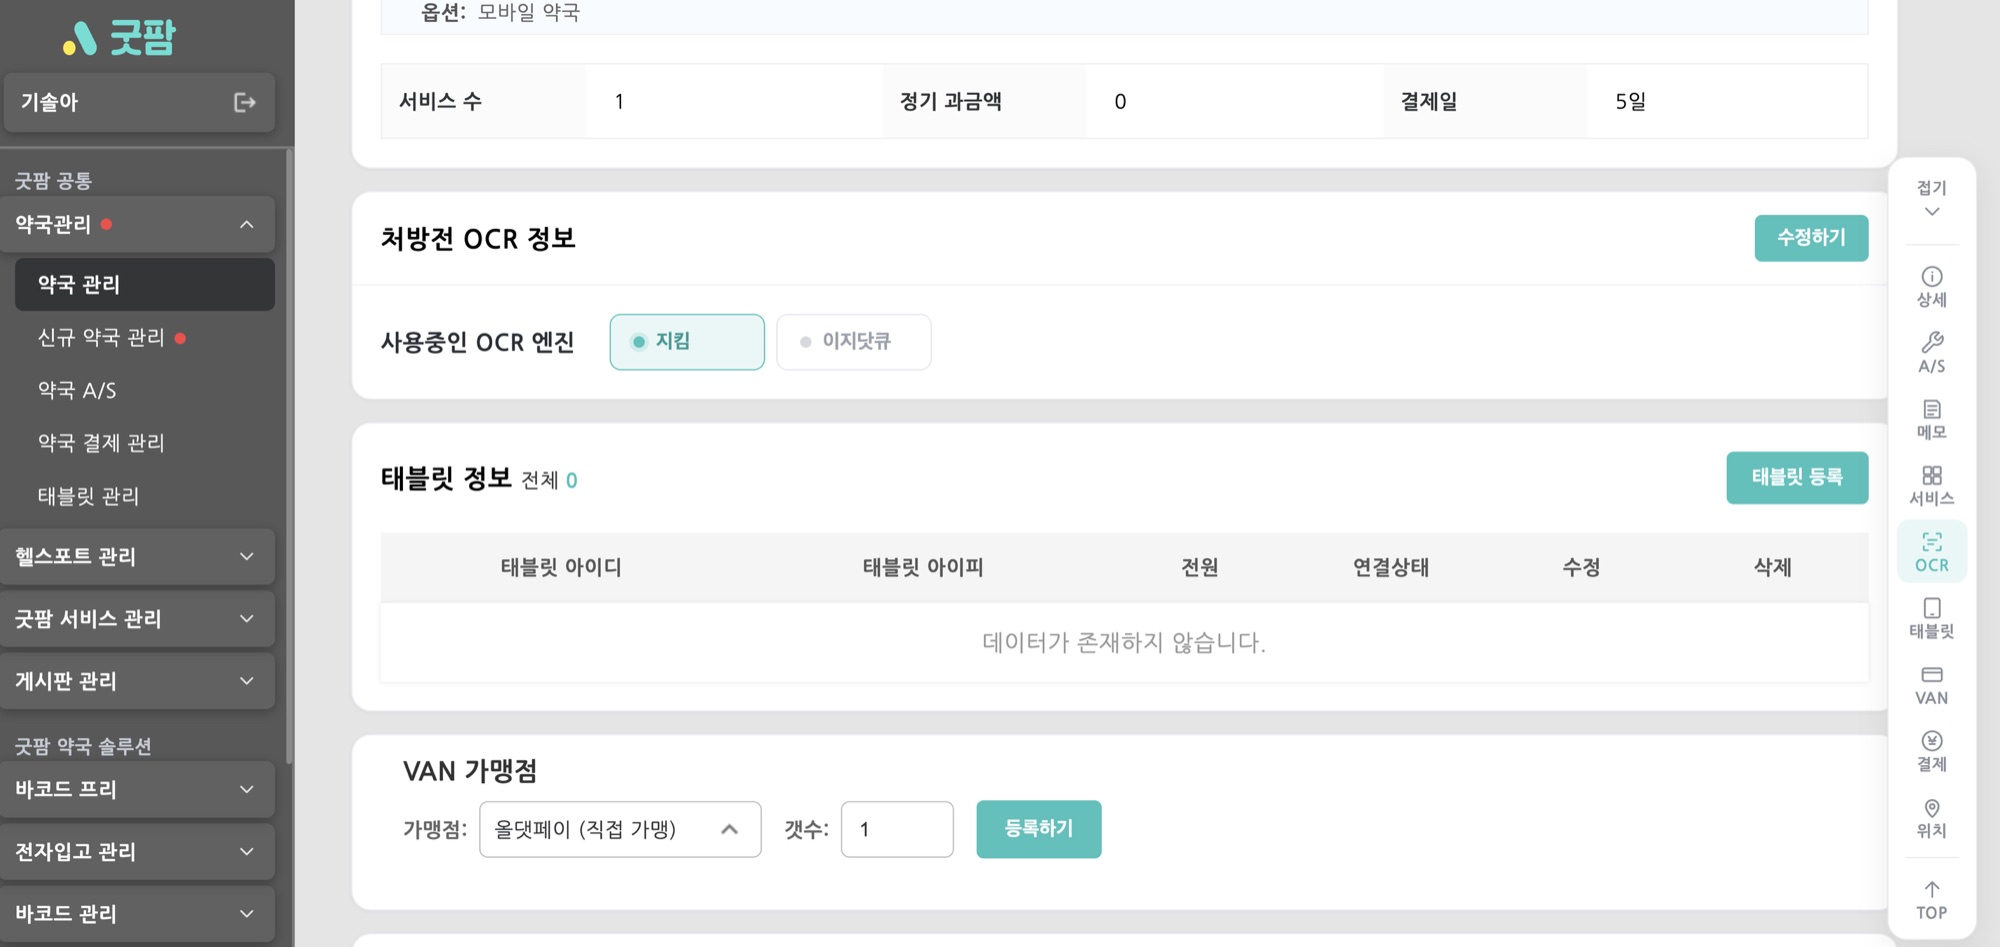 굿팜
기솔아
굿팜 공통
약국관리
약국 관리
신규 약국 관리
약국 A/S
약국 결제 관리
태블릿 관리
헬스포트 관리
굿팜 서비스 관리
게시판 관리
굿팜 약국 솔루션
바코드 프리
전자입고 관리
바코드 관리
옵션: 모바일 약국
서비스 수 1 정기 과금액 0 결제일 5일
처방전 OCR 정보 수정하기
사용중인 OCR 엔진 지킴 이지닷큐
태블릿 정보 전체 0 태블릿 등록
태블릿 아이디 태블릿 아이피 전원 연결상태 수정 삭제
데이터가 존재하지 않습니다.
VAN 가맹점
가맹점: 올댓페이 (직접 가맹) 갯수: 1 등록하기
접기
상세
A/S
메모
서비스
OCR
태블릿
VAN
결제
위치
TOP